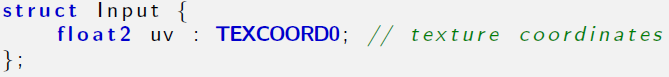 struct Input {
    float2 uv : TEXCOORD0; // texture coordinates
};